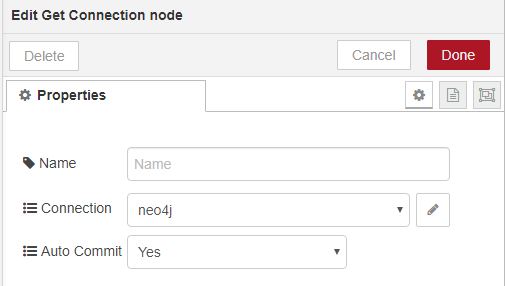 Edit Get Connection node
Delete Cancel Done
Properties
Name Name
Connection neo4j
Auto Commit Yes